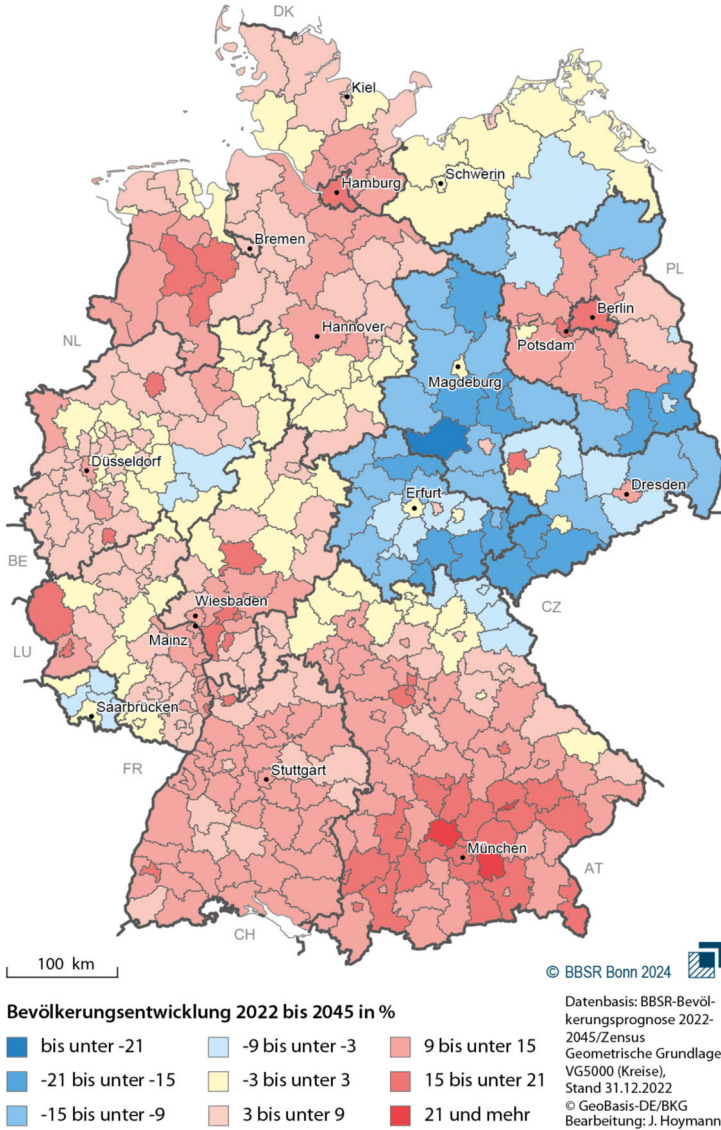 DK
Kiel
Schwerin
Hamburg
Bremen
PL
Berlin
Hannover
Potsdam
NL
Magdeburg
Düsseldorf
Erfurt
Dresden
BE
Wiesbaden
CZ
Mainz
LU
Saarbrücken
FR
Stuttgart
München
AT
CH
100 km
© BBSR Bonn 2024
Bevölkerungsentwicklung 2022 bis 2045 in %
bis unter -21
-21 bis unter -15
-15 bis unter -9
-9 bis unter -3
-3 bis unter 3
3 bis unter 9
9 bis unter 15
15 bis unter 21
21 und mehr
Datenbasis: BBSR-Bevöl-
kerungsprognose 2022-
2045/Zensus
Geometrische Grundlage:
VG5000 (Kreise),
Stand 31.12.2022
© GeoBasis-DE/BKG
Bearbeitung: J. Hoymann